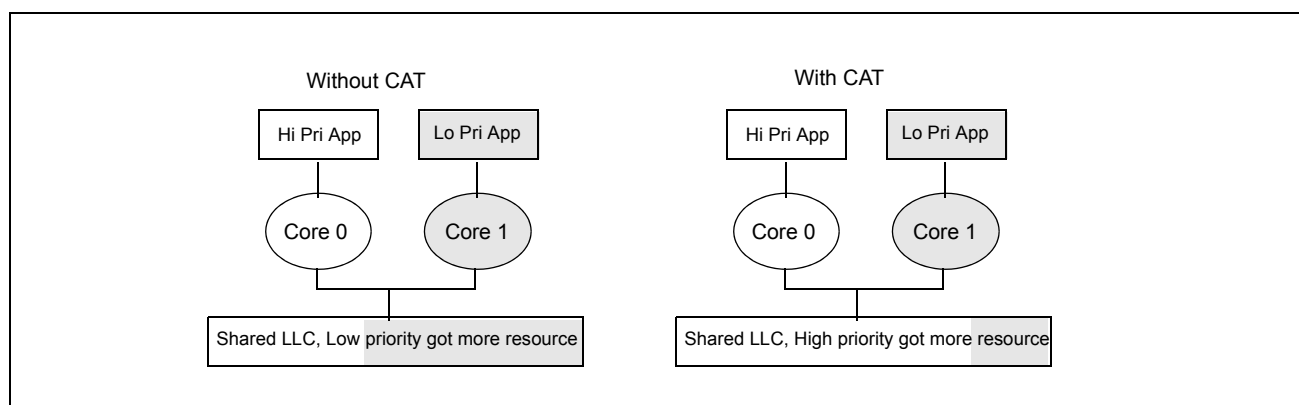 Without CAT
Hi Pri App
Lo Pri App
Core 0
Core 1
Shared LLC, Low priority got more resource
With CAT
Hi Pri App
Lo Pri App
Core 0
Core 1
Shared LLC, High priority got more resource